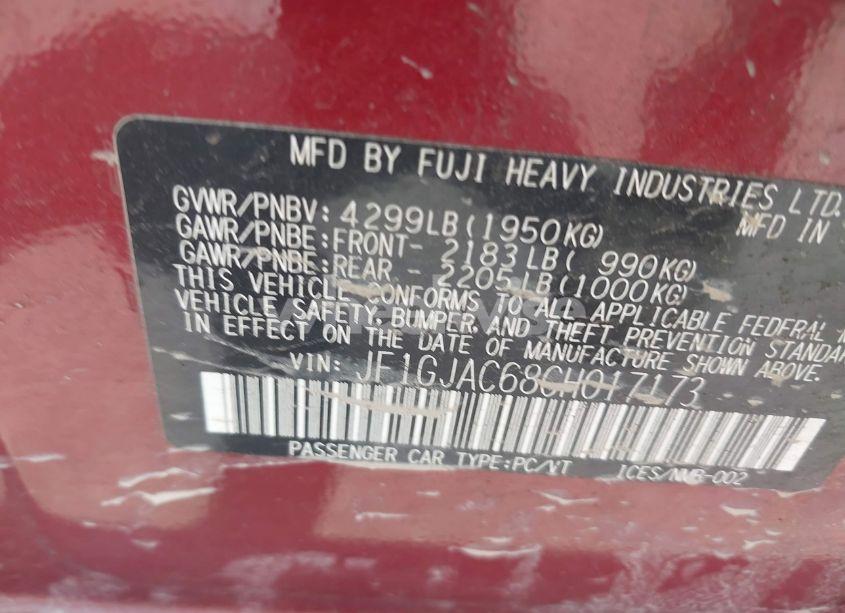 MFD BY FUJI HEAVY INDUSTRIES LTD.
MFD IN
GVWR/PNBV: 4299LB(1950KG)
GAWR/PNBE:FRONT- 2183LB( 990KG)
GAWR/PNBE:REAR - 2205LB(1000KG)
THIS VEHICLE CONFORMS TO ALL APPLICABLE FEDERAL
VEHICLE SAFETY, BUMPER, AND THEFT PREVENTION STANDA
IN EFFECT ON THE DATE OF MANUFACTURE SHOWN ABOVE.
VIN: JF1GJAC68GH017173
PASSENGER CAR TYPE:PC/VT ICES/NMB-002